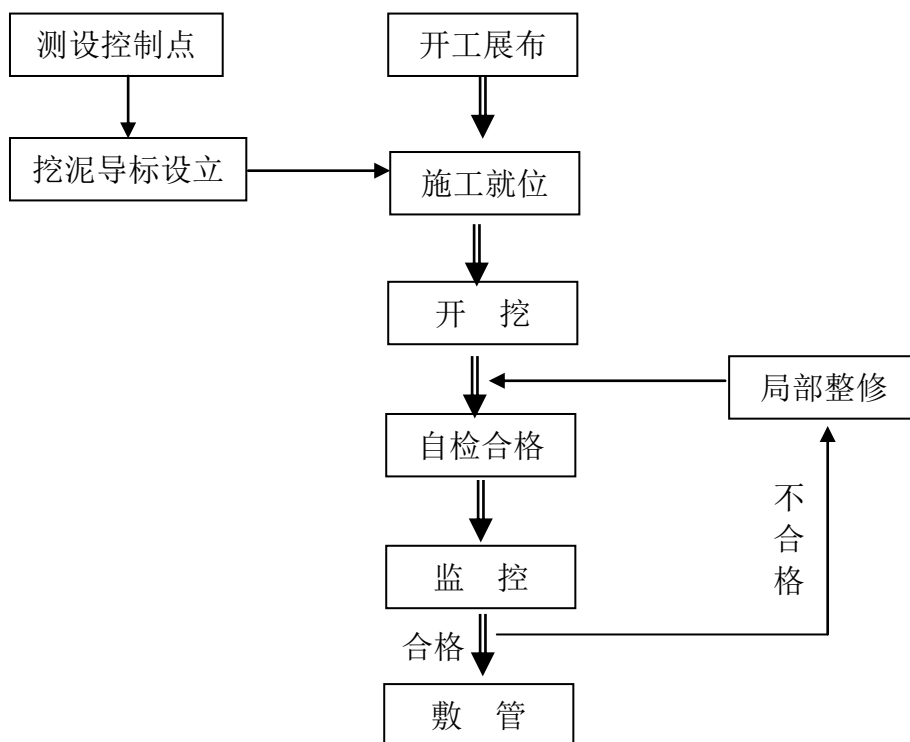 测设控制点
开工展布
挖泥导标设立
施工就位
开 挖
局部整修
自检合格
不合格
监 控
合格
敷 管